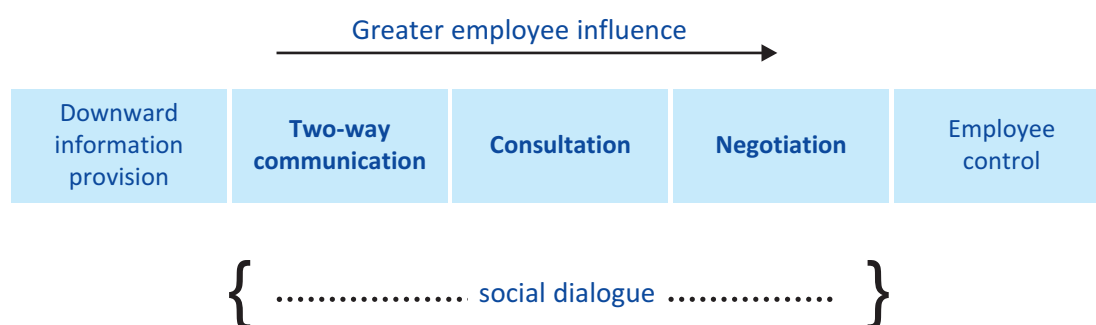 Greater employee influence
Downward
information
provision
Two-way
communication
Consultation
Negotiation
Employee
control
{ ................... social dialogue ................ }